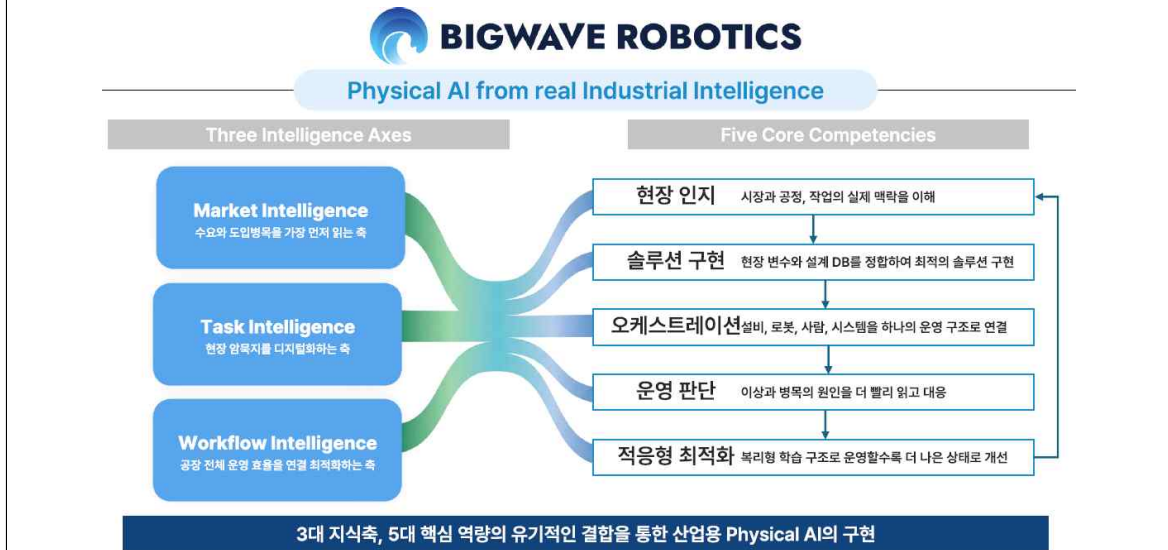 BIGWAVE ROBOTICS
Physical AI from real Industrial Intelligence
Three Intelligence Axes
Market Intelligence
수요와 도입병목을 가장 먼저 읽는 축
Task Intelligence
현장 암묵지를 디지털화하는 축
Workflow Intelligence
공장 전체 운영 효율을 연결 최적화하는 축
Five Core Competencies
현장 인지 시장과 공정, 작업의 실제 맥락을 이해
솔루션 구현 현장 변수와 설계 DB를 정합하여 최적의 솔루션 구현
오케스트레이션 설비, 로봇, 사람, 시스템을 하나의 운영 구조로 연결
운영 판단 이상과 병목의 원인을 더 빨리 읽고 대응
적응형 최적화 복리형 학습 구조로 운영할수록 더 나은 상태로 개선
3대 지식축, 5대 핵심 역량의 유기적인 결합을 통한 산업용 Physical AI의 구현